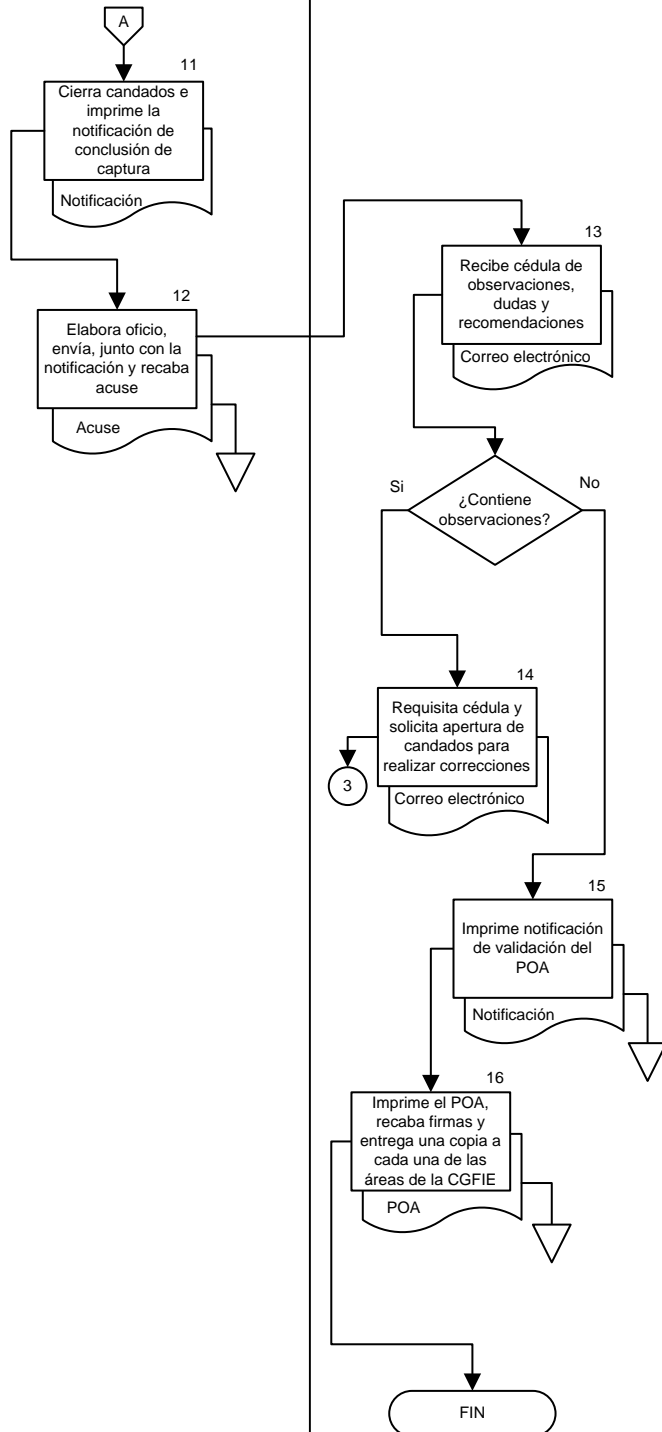 A
11
Cierra candados e
imprime la
notificación de
conclusión de
captura
Notificación
12
Elabora oficio,
envía, junto con la
notificación y recaba
acuse
Acuse
13
Recibe cédula de
observaciones,
dudas y
recomendaciones
Correo electrónico
¿Contiene
observaciones?
Si
No
14
Requisita cédula y
solicita apertura de
candados para
realizar correcciones
Correo electrónico
3
15
Imprime notificación
de validación del
POA
Notificación
16
Imprime el POA,
recaba firmas y
entrega una copia a
cada una de las
áreas de la CGFIE
POA
FIN